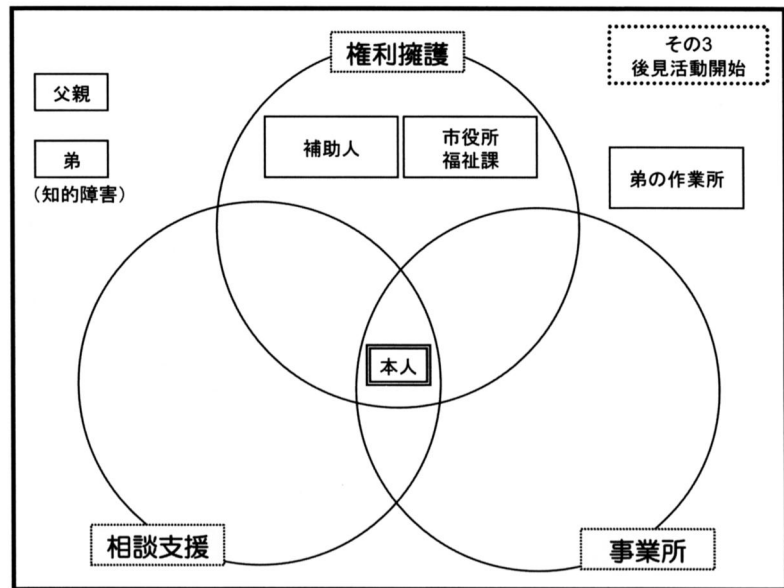 権利擁護
その3
後見活動開始
父親
補助人
市役所
福祉課
弟
(知的障害)
弟の作業所
本人
相談支援
事業所